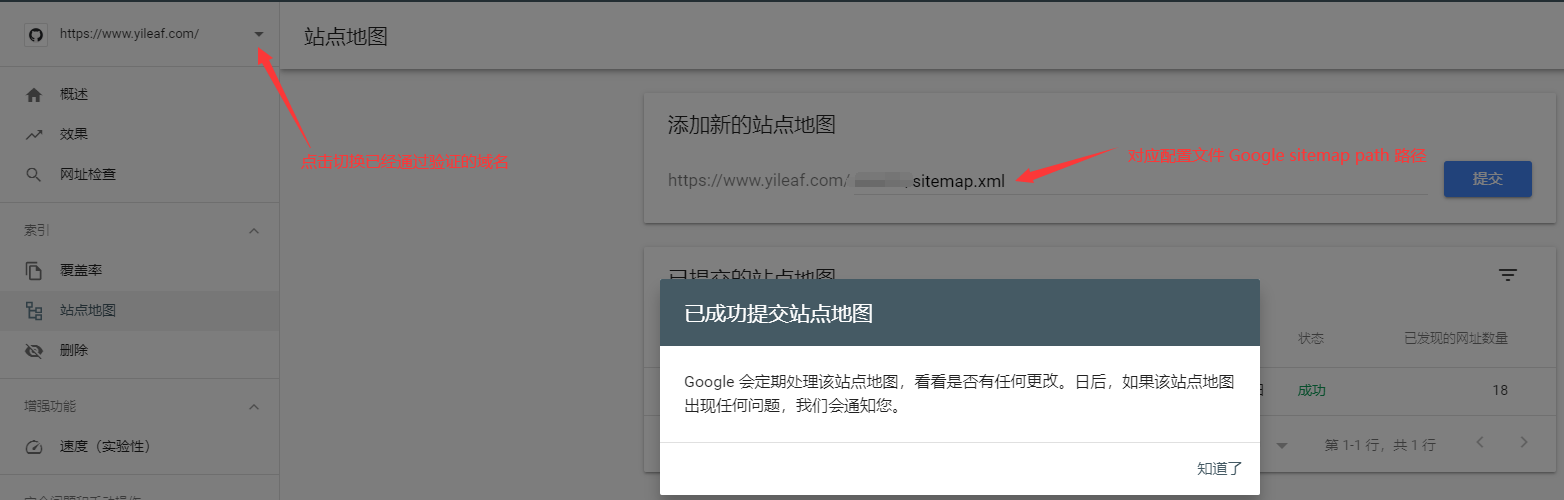 https://www.yileaf.com/
站点地图
概述
效果
网址检查
索引
覆盖率
站点地图
删除
增强功能
速度（实验性）
点击切换已经通过验证的域名
添加新的站点地图
对应配置文件 Google sitemap path 路径
https://www.yileaf.com/
sitemap.xml
提交
已提交的站点地图
状态
已发现的网址数量
成功
18
第 1-1 行，共 1 行
已成功提交站点地图
Google 会定期处理该站点地图，看看是否有任何更改。日后，如果该站点地图
出现任何问题，我们会通知您。
知道了